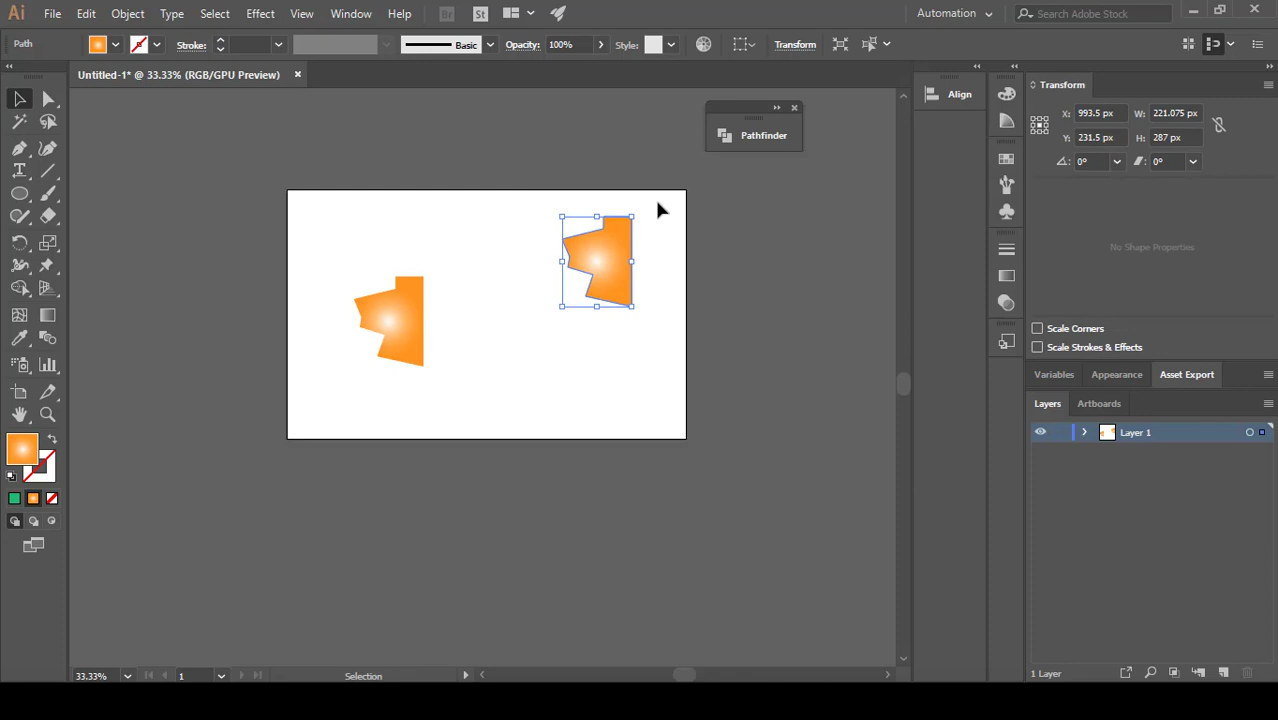 Ai File Edit Object Type Select Effect View Window Help Br St Automation Search Adobe Stock
Path Stroke: Basic Opacity: 100% Style: Transform
Untitled-1* @ 33.33% (RGB/GPU Preview)
Align
Pathfinder
Transform
X: 993.5 px W: 221.075 px
Y: 231.5 px H: 287 px
0° 0°
No Shape Properties
Scale Corners
Scale Strokes & Effects
Variables Appearance Asset Export
Layers Artboards
Layer 1
33.33% 1 Selection
1 Layer